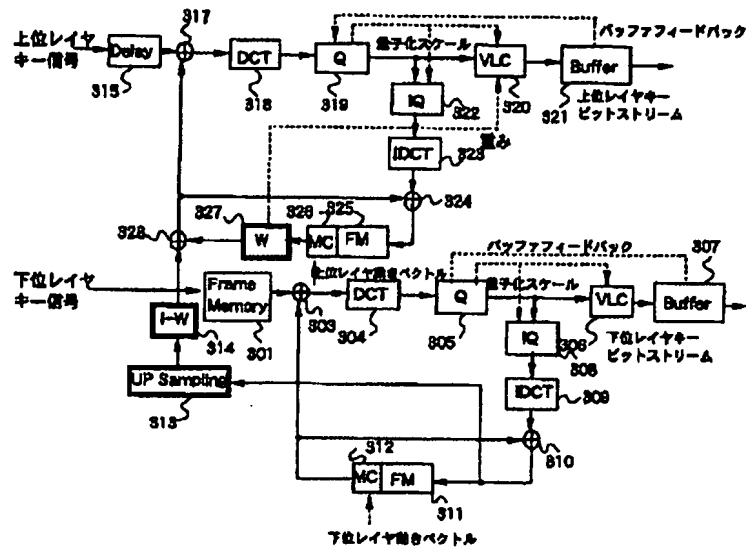 317
上位レイヤ
キー信号
Delay
315
DCT
318
Q
319
量子化スケール
バッファフィードバック
VLC
320
Buffer
321
上位レイヤキー
ビットストリーム
IQ
322
IDCT
323
重み
324
327
W
326
325
MC
FM
328
下位レイヤ
キー信号
Frame
Memory
301
上位レイヤ動きベクトル
303
DCT
304
Q
305
バッファフィードバック
量子化スケール
307
VLC
306
Buffer
下位レイヤキー
ビットストリーム
IQ
308
IDCT
309
310
1-W
314
UP Sampling
313
312
MC
FM
311
下位レイヤ動きベクトル